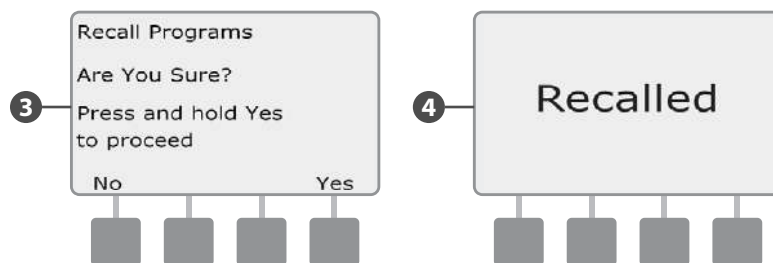 3
Recall Programs
Are You Sure?
Press and hold Yes
to proceed
No Yes
4
Recalled